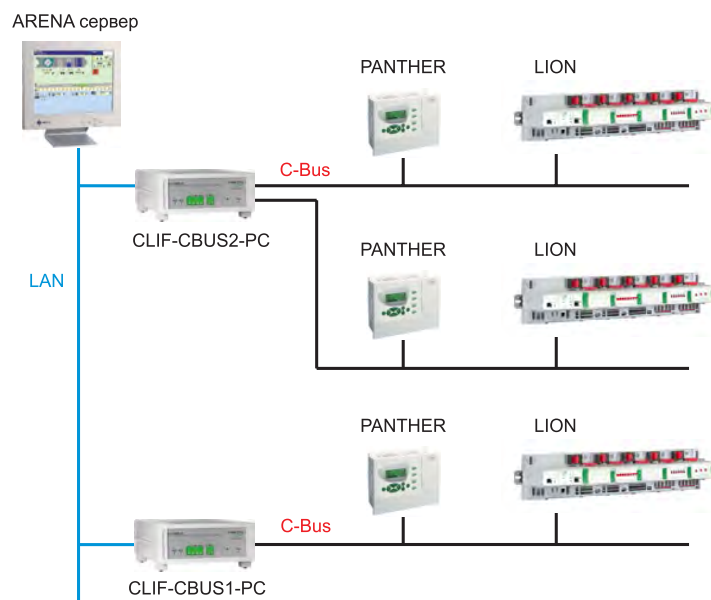 ARENA сервер
PANTHER
LION
C-Bus
CLIF-CBUS2-PC
PANTHER
LION
LAN
PANTHER
LION
C-Bus
CLIF-CBUS1-PC